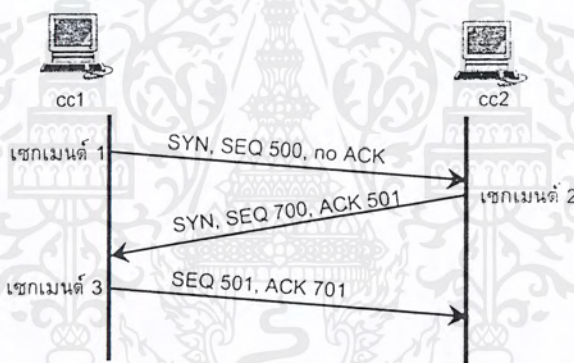 cc1
cc2
เซกเมนต์ 1
SYN, SEQ 500, no ACK
เซกเมนต์ 2
SYN, SEQ 700, ACK 501
เซกเมนต์ 3
SEQ 501, ACK 701